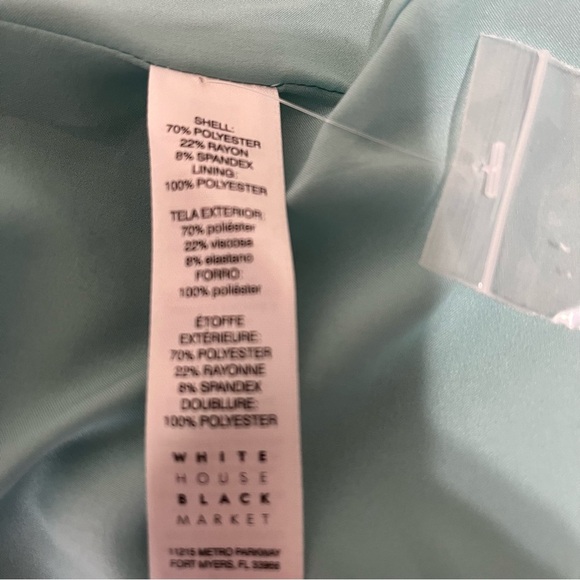 SHELL:
70% POLYESTER
22% RAYON
8% SPANDEX
LINING:
100% POLYESTER
TELA EXTERIOR:
70% poliéster
22% viscosa
8% elastano
FORRO:
100% poliéster
ÉTOFFE
EXTÉRIEURE:
70% POLYESTER
22% RAYONNE
8% SPANDEX
DOUBLURE:
100% POLYESTER
WHITE
HOUSE
BLACK
MARKET
11215 METRO PARKWAY
FORT MYERS, FL 33966